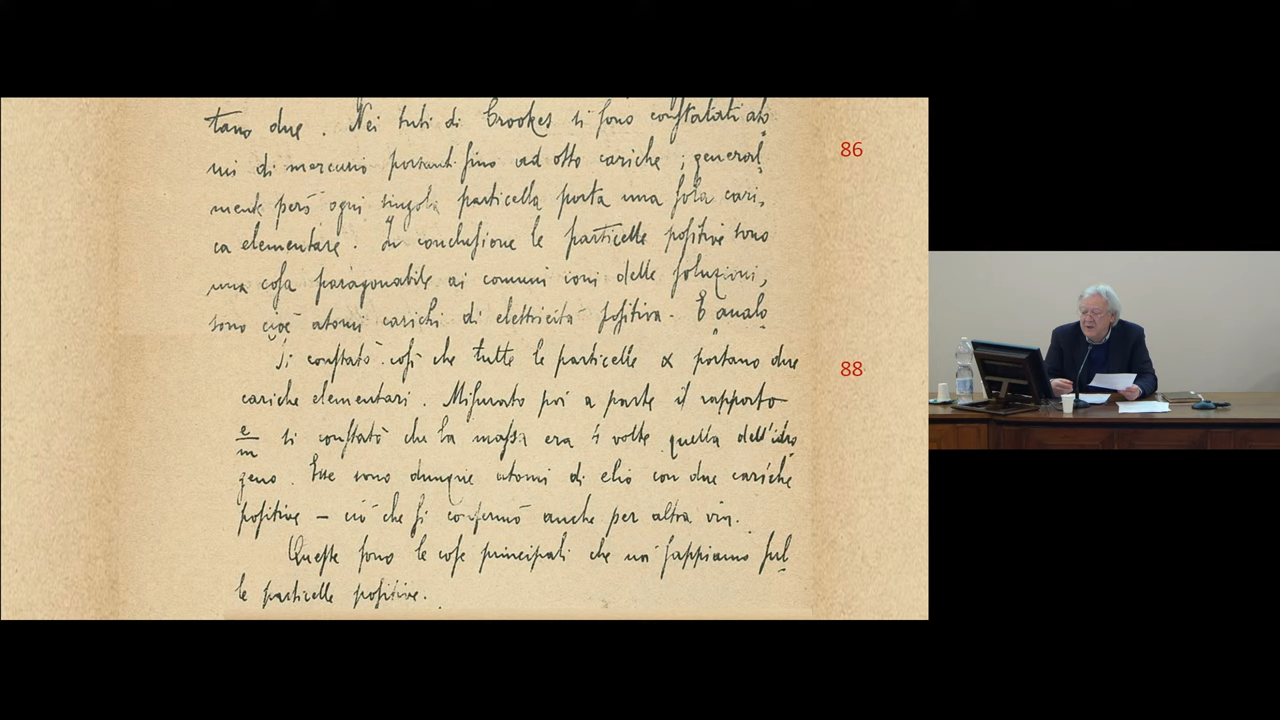 tano due. Nei tubi di Crookes si sono constatati ato
mi di mercurio portanti fino ad otto cariche; general
mente però ogni singola particella porta una sola cari,
ca elementare. In conclusione le particelle positive sono
una cosa paragonabile ai comuni ioni delle soluzioni,
sono cioè atomi carichi di elettricità positiva. È analo
86
Si constatò così che tutte le particelle α portano due
cariche elementari. Misurato poi a parte il rapporto
e/m si constatò che la massa era 4 volte quella dell'idro
geno. Esse sono dunque atomi di elio con due cariche
positive – ciò che si confermò anche per altra via.
Queste sono le cose principali che noi sappiamo sul
le particelle positive.
88